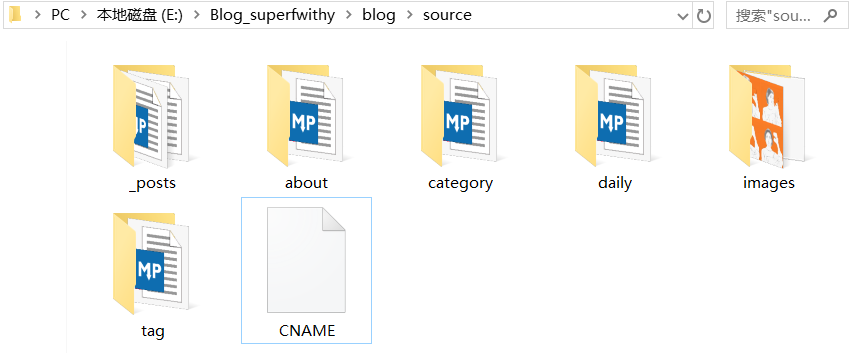 PC 本地磁盘 (E:) Blog_superfwithy blog source 搜索"sou...
MP MP MP MP
_posts about category daily images
MP
tag CNAME